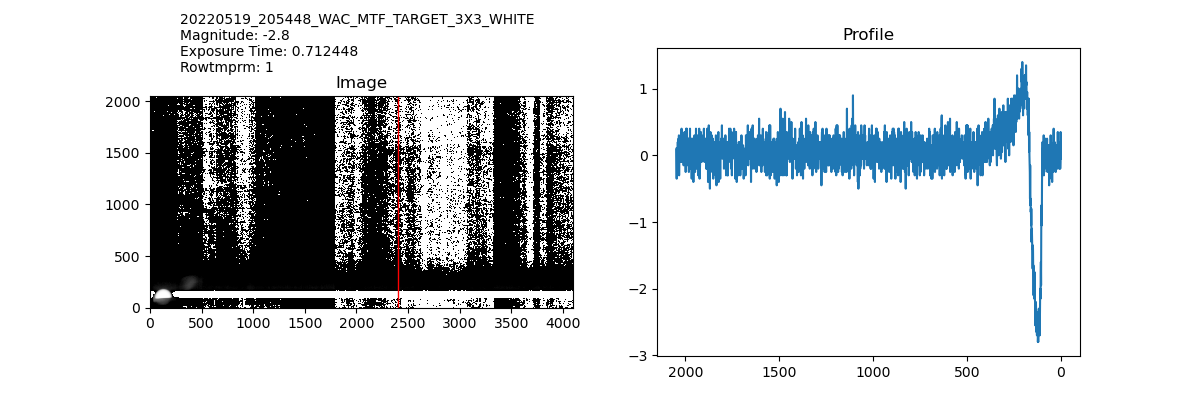 20220519_205448_WAC_MTF_TARGET_3X3_WHITE
Magnitude: -2.8
Exposure Time: 0.712448
Rowtmprm: 1
Image
2000
1500
1000
500
0
0 500 1000 1500 2000 2500 3000 3500 4000
Profile
1
0
−1
−2
−3
2000 1500 1000 500 0